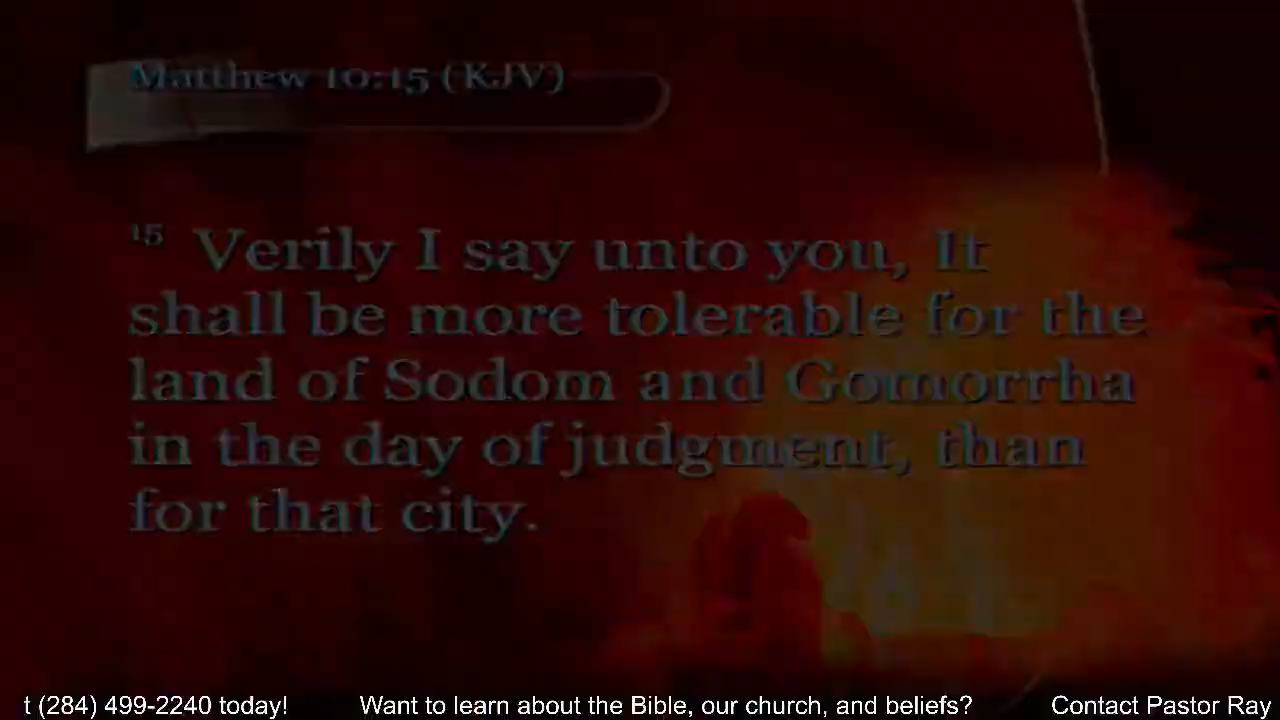 Matthew 10:15 (KJV)
15 Verily I say unto you, It
shall be more tolerable for the
land of Sodom and Gomorrha
in the day of judgment, than
for that city.
t (284) 499-2240 today! Want to learn about the Bible, our church, and beliefs? Contact Pastor Ray